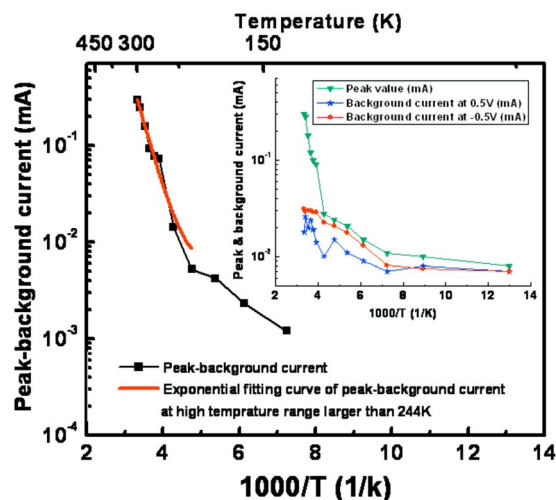 Temperature (K)
450 300 150
Peak-background current (mA)
10⁻¹
10⁻²
10⁻³
10⁻⁴
2 4 6 8 10 12 14
1000/T (1/k)
Peak-background current
Exponential fitting curve of peak-background current
at high temprature range larger than 244K
Peak & background current (mA)
10⁻¹
10⁻²
2 4 6 8 10 12 14
1000/T (1/K)
Peak value (mA)
Background current at 0.5V (mA)
Background current at -0.5V (mA)